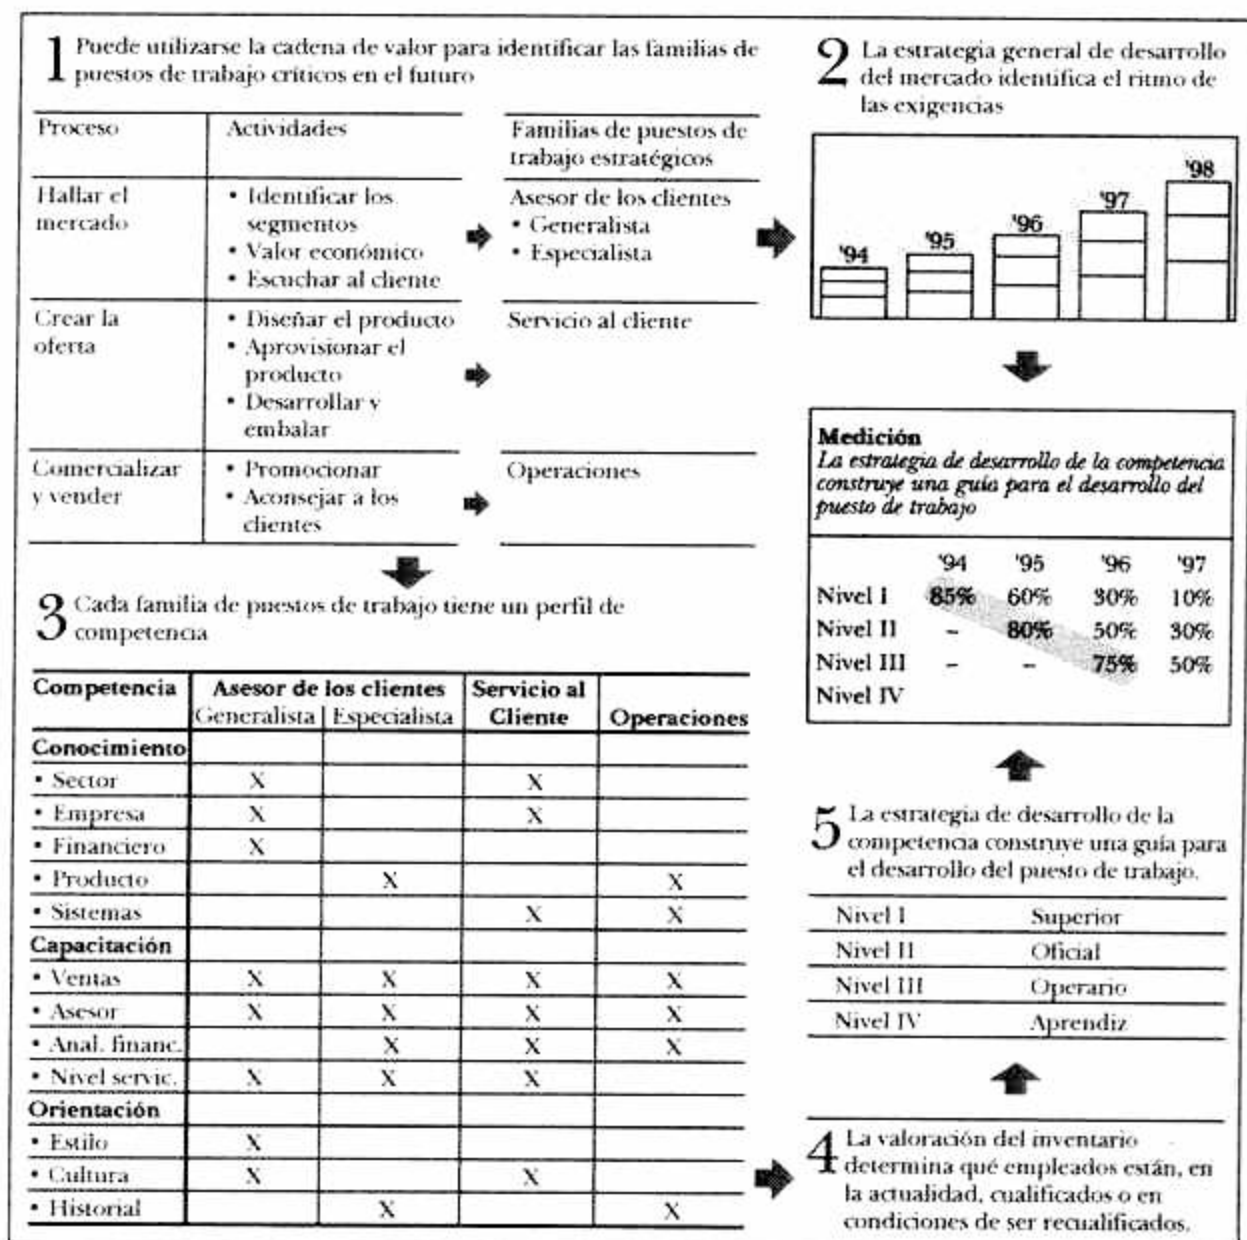 1 Puede utilizarse la cadena de valor para identificar las familias de
puestos de trabajo críticos en el futuro
Proceso Actividades Familias de puestos de
trabajo estratégicos
Hallar el
mercado
• Identificar los
segmentos
• Valor económico
• Escuchar al cliente
Asesor de los clientes
• Generalista
• Especialista
Crear la
oferta
• Diseñar el producto
• Aprovisionar el
producto
• Desarrollar y
embalar
Servicio al cliente
Comercializar
y vender
• Promocionar
• Aconsejar a los
clientes
Operaciones
2 La estrategia general de desarrollo
del mercado identifica el ritmo de
las exigencias
'94 '95 '96 '97 '98
Medición
La estrategia de desarrollo de la competencia
construye una guía para el desarrollo del
puesto de trabajo
'94 '95 '96 '97
Nivel I 85% 60% 30% 10%
Nivel II – 80% 50% 30%
Nivel III – – 75% 50%
Nivel IV
3 Cada familia de puestos de trabajo tiene un perfil de
competencia
Competencia Asesor de los clientes Servicio al
Generalista Especialista Cliente Operaciones
Conocimiento
• Sector X X
• Empresa X X
• Financiero X
• Producto X X
• Sistemas X X
Capacitación
• Ventas X X X X
• Asesor X X X X
• Anal. financ. X X X
• Nivel servic. X X X
Orientación
• Estilo X
• Cultura X X
• Historial X X
5 La estrategia de desarrollo de la
competencia construye una guía para
el desarrollo del puesto de trabajo.
Nivel I Superior
Nivel II Oficial
Nivel III Operario
Nivel IV Aprendiz
4 La valoración del inventario
determina qué empleados están, en
la actualidad, cualificados o en
condiciones de ser recualificados.